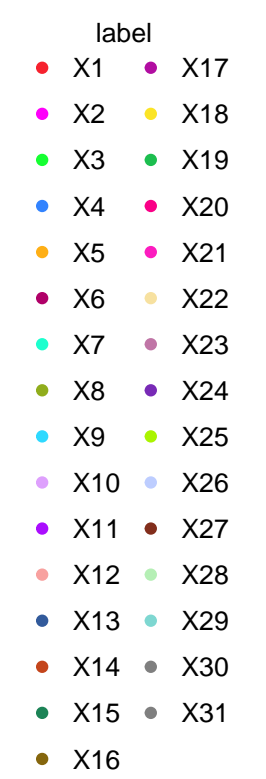 label
X1 X17
X2 X18
X3 X19
X4 X20
X5 X21
X6 X22
X7 X23
X8 X24
X9 X25
X10 X26
X11 X27
X12 X28
X13 X29
X14 X30
X15 X31
X16